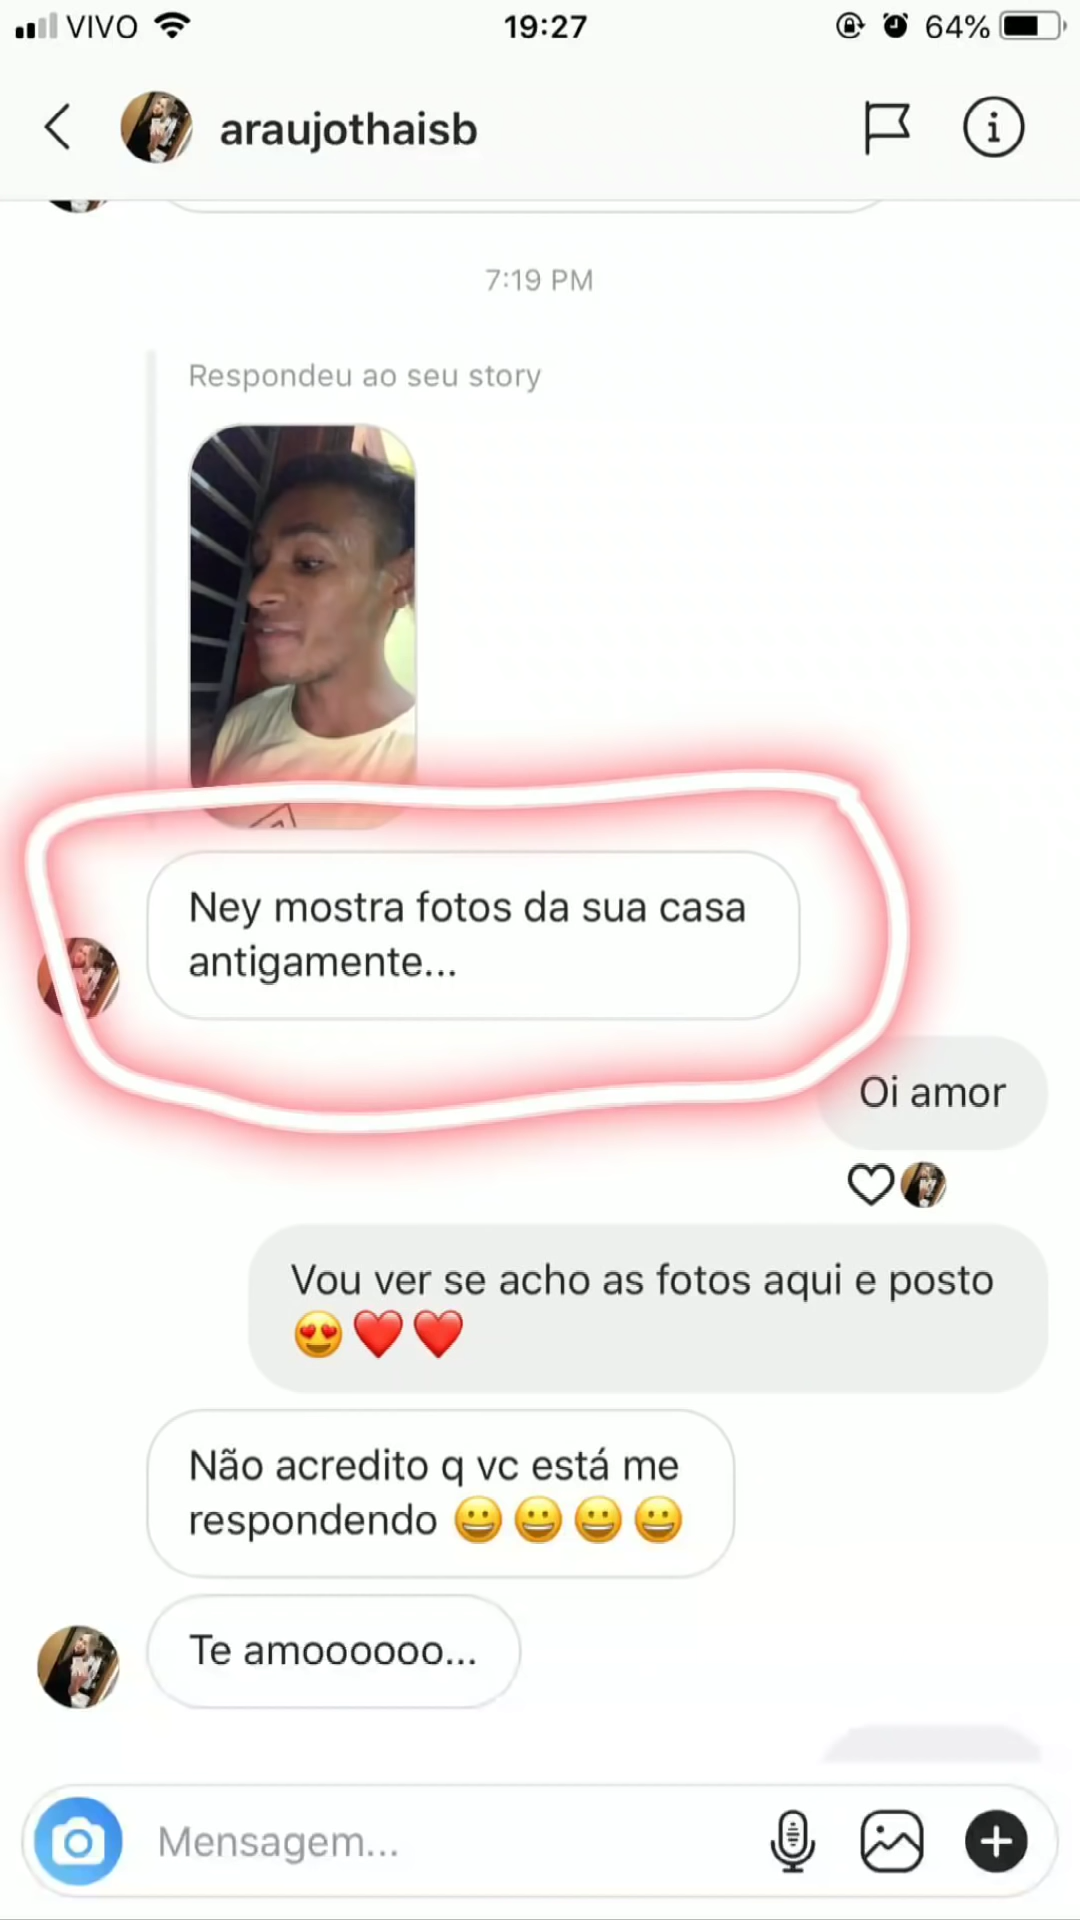 VIVO 19:27 64%
araujothaisb
7:19 PM
Respondeu ao seu story
Ney mostra fotos da sua casa
antigamente...
Oi amor
Vou ver se acho as fotos aqui e posto
😍❤️❤️
Não acredito q vc está me
respondendo 😀😀😀😀
Te amoooooo...
Mensagem...